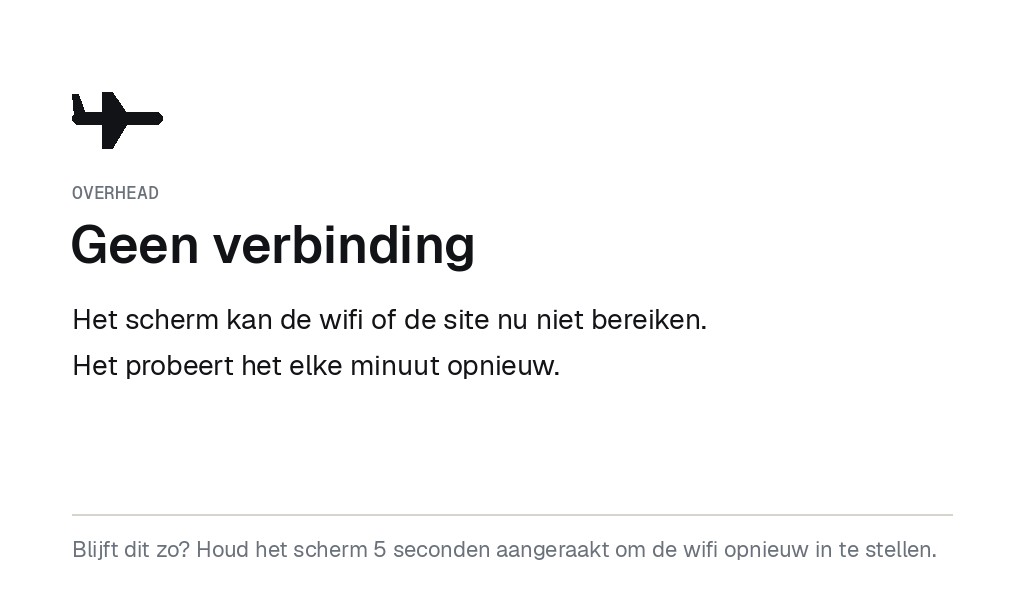 OVERHEAD
Geen verbinding
Het scherm kan de wifi of de site nu niet bereiken.
Het probeert het elke minuut opnieuw.
Blijft dit zo? Houd het scherm 5 seconden aangeraakt om de wifi opnieuw in te stellen.